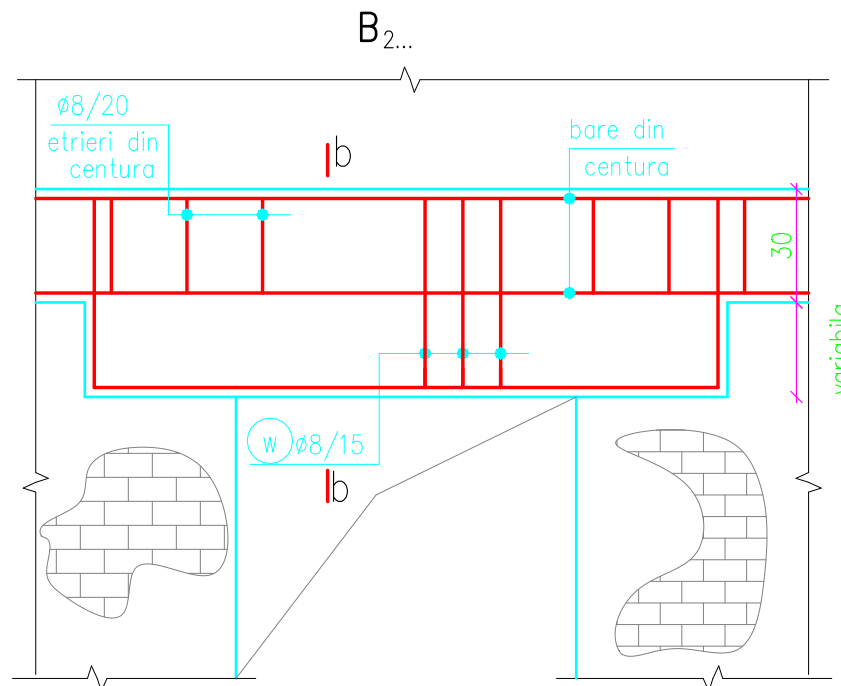 B2...
ø8/20
etrieri din
centura
b
bare din
centura
30
variabila
W ø8/15
b